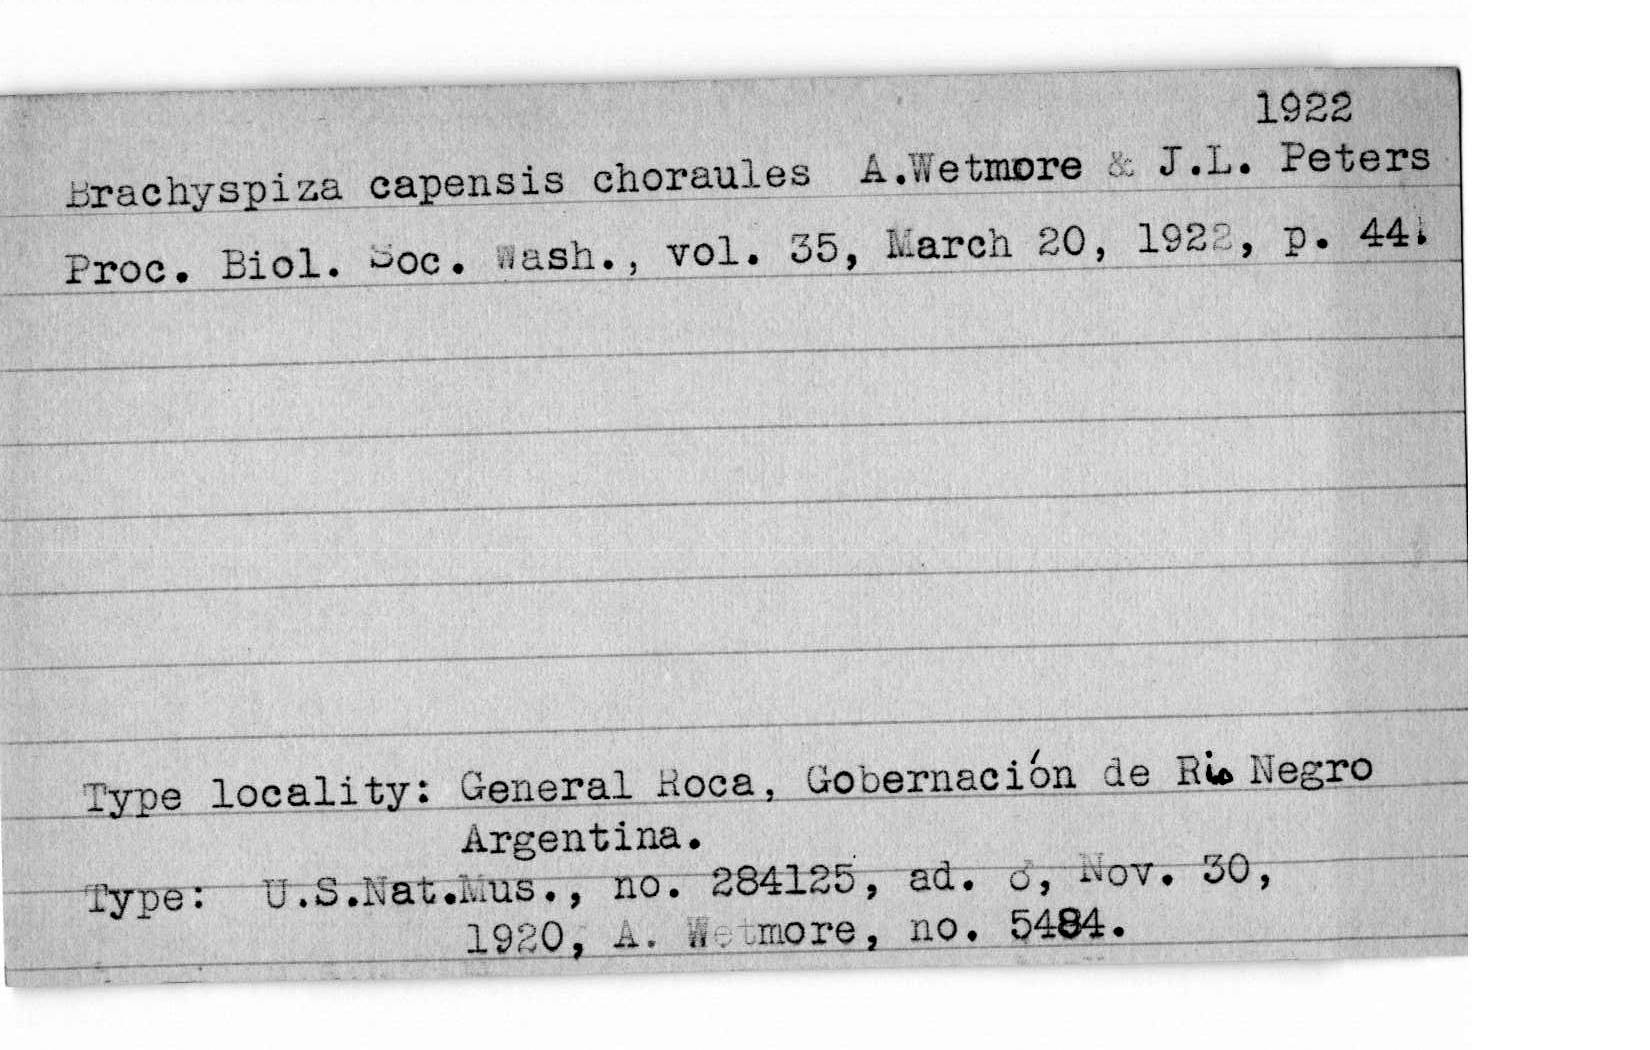 1922
Brachyspiza capensis choraules A.Wetmore & J.L. Peters
Proc. Biol. Soc. Wash., vol. 35, March 20, 1922, p. 44.
Type locality: General Roca, Gobernación de Rio Negro
Argentina.
Type: U.S.Nat.Mus., no. 284125, ad. ♂, Nov. 30,
1920, A. Wetmore, no. 5484.